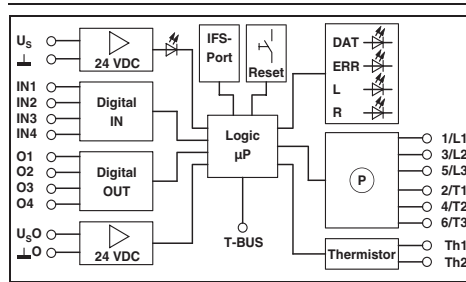 US
24 VDC
IN1
IN2
IN3
IN4
Digital
IN
O1
O2
O3
O4
Digital
OUT
USO
O
24 VDC
IFS-
Port
Reset
Logic
µP
T-BUS
DAT
ERR
L
R
P
1/L1
3/L2
5/L3
2/T1
4/T2
6/T3
Thermistor
Th1
Th2